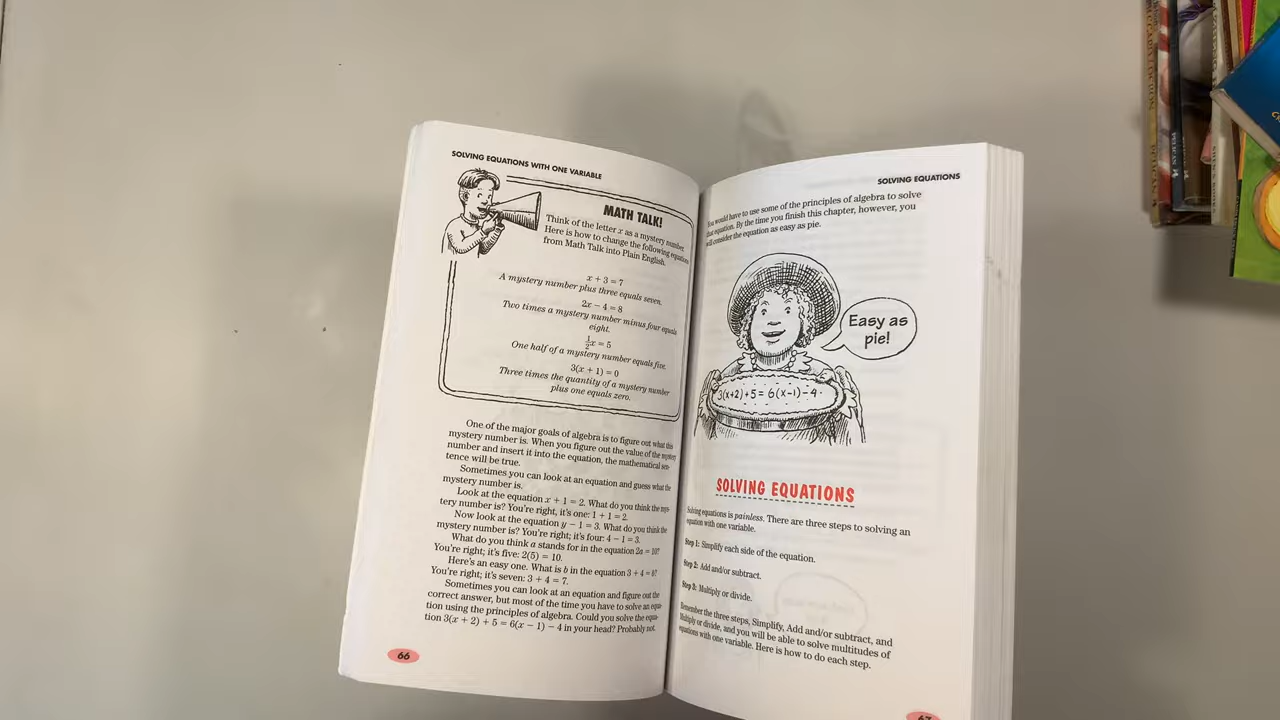 SOLVING EQUATIONS WITH ONE VARIABLE
MATH TALK!
Think of the letter x as a mystery number.
Here is how to change the following equations
from Math Talk into Plain English.
x + 3 = 7
A mystery number plus three equals seven.
2x − 4 = 8
Two times a mystery number minus four equals
eight.
½x = 5
One half of a mystery number equals five.
3(x + 1) = 0
Three times the quantity of a mystery number
plus one equals zero.
One of the major goals of algebra is to figure out what this
mystery number is. When you figure out the value of the mystery
number and insert it into the equation, the mathematical sen-
tence will be true.
Sometimes you can look at an equation and guess what the
mystery number is.
Look at the equation x + 1 = 2. What do you think the mys-
tery number is? You're right, it's one: 1 + 1 = 2.
Now look at the equation y − 1 = 3. What do you think the
mystery number is? You're right; it's four: 4 − 1 = 3.
What do you think a stands for in the equation 2a = 10?
You're right; it's five: 2(5) = 10.
Here's an easy one. What is b in the equation 3 + 4 = b?
You're right; it's seven: 3 + 4 = 7.
Sometimes you can look at an equation and figure out the
correct answer, but most of the time you have to solve an equa-
tion using the principles of algebra. Could you solve the equa-
tion 3(x + 2) + 5 = 6(x − 1) − 4 in your head? Probably not.
66
SOLVING EQUATIONS
You would have to use some of the principles of algebra to solve
that equation. By the time you finish this chapter, however, you
will consider the equation as easy as pie.
Easy as
pie!
3(x+2)+5=6(x-1)-4
SOLVING EQUATIONS
Solving equations is painless. There are three steps to solving an
equation with one variable.
Step 1: Simplify each side of the equation.
Step 2: Add and/or subtract.
Step 3: Multiply or divide.
Remember the three steps, Simplify, Add and/or subtract, and
Multiply or divide, and you will be able to solve multitudes of
equations with one variable. Here is how to do each step.
67